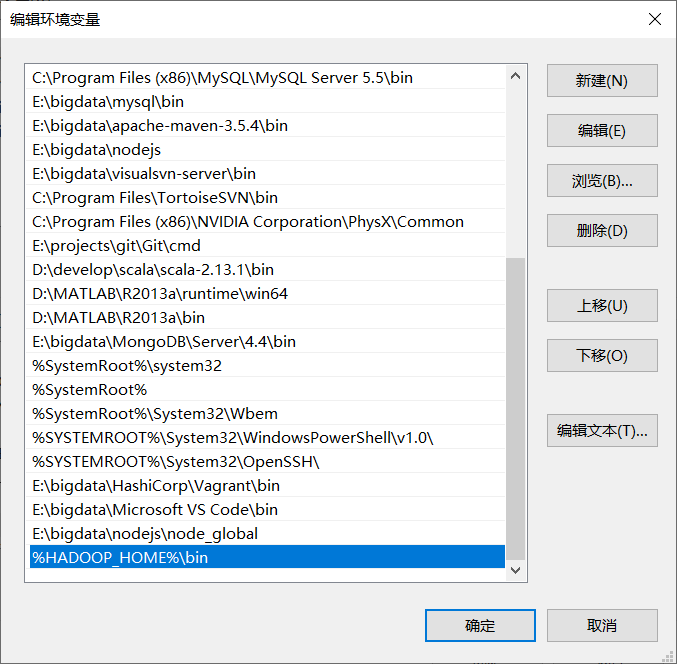 编辑环境变量
C:\Program Files (x86)\MySQL\MySQL Server 5.5\bin
E:\bigdata\mysql\bin
E:\bigdata\apache-maven-3.5.4\bin
E:\bigdata\nodejs
E:\bigdata\visualsvn-server\bin
C:\Program Files\TortoiseSVN\bin
C:\Program Files (x86)\NVIDIA Corporation\PhysX\Common
E:\projects\git\Git\cmd
D:\develop\scala\scala-2.13.1\bin
D:\MATLAB\R2013a\runtime\win64
D:\MATLAB\R2013a\bin
E:\bigdata\MongoDB\Server\4.4\bin
%SystemRoot%\system32
%SystemRoot%
%SystemRoot%\System32\Wbem
%SYSTEMROOT%\System32\WindowsPowerShell\v1.0\
%SYSTEMROOT%\System32\OpenSSH\
E:\bigdata\HashiCorp\Vagrant\bin
E:\bigdata\Microsoft VS Code\bin
E:\bigdata\nodejs\node_global
%HADOOP_HOME%\bin
新建(N)
编辑(E)
浏览(B)...
删除(D)
上移(U)
下移(O)
编辑文本(T)...
确定
取消